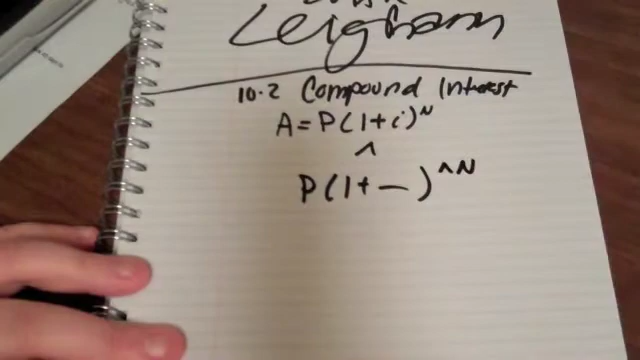 Leighann
10.2 Compound Interest
A = P(1+i)^N
^
P(1+ — )^^N